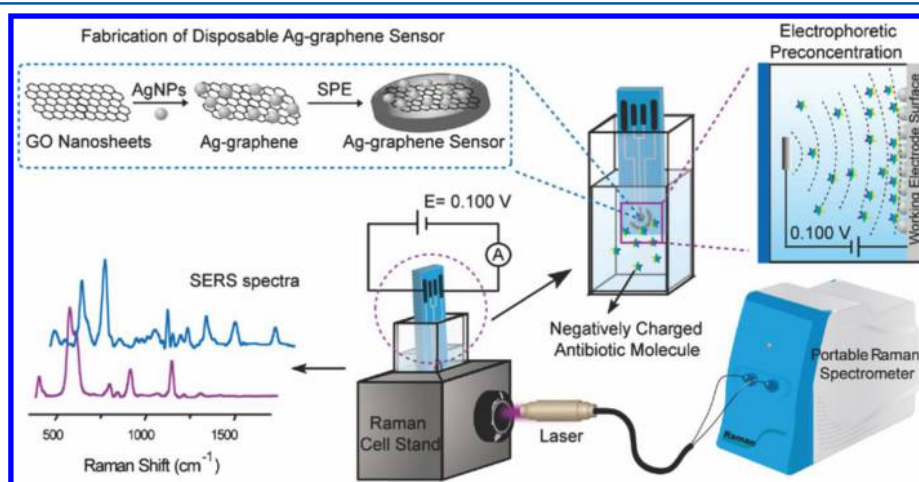 Fabrication of Disposable Ag-graphene Sensor
AgNPs
SPE
GO Nanosheets
Ag-graphene
Ag-graphene Sensor
Electrophoretic
Preconcentration
Working Electrode Surface
0.100 V
E= 0.100 V
A
SERS spectra
500
1000
1500
Raman Shift (cm⁻¹)
Raman
Cell Stand
Laser
Negatively Charged
Antibiotic Molecule
Portable Raman
Spectrometer
Raman